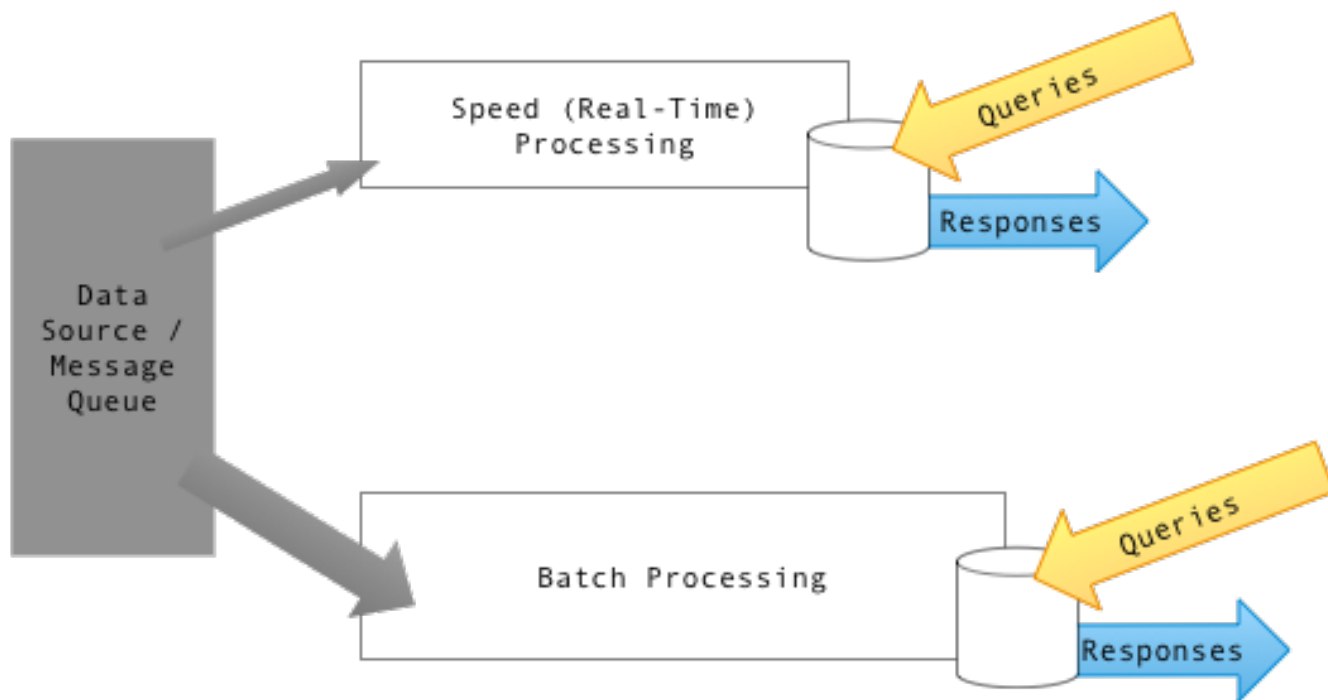 Speed (Real-Time)
Processing
Queries
Responses
Data
Source /
Message
Queue
Batch Processing
Queries
Responses